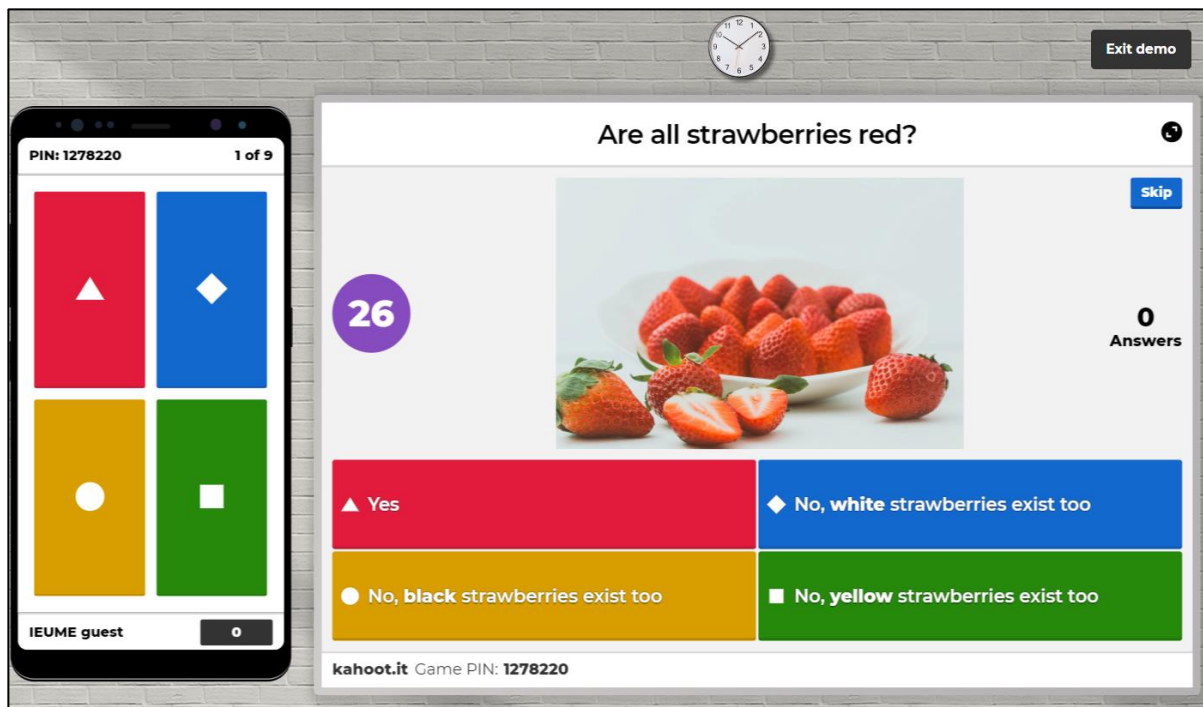 Exit demo
PIN: 1278220
1 of 9
IEUME guest
0
Are all strawberries red?
Skip
26
0
Answers
Yes
No, white strawberries exist too
No, black strawberries exist too
No, yellow strawberries exist too
kahoot.it Game PIN: 1278220